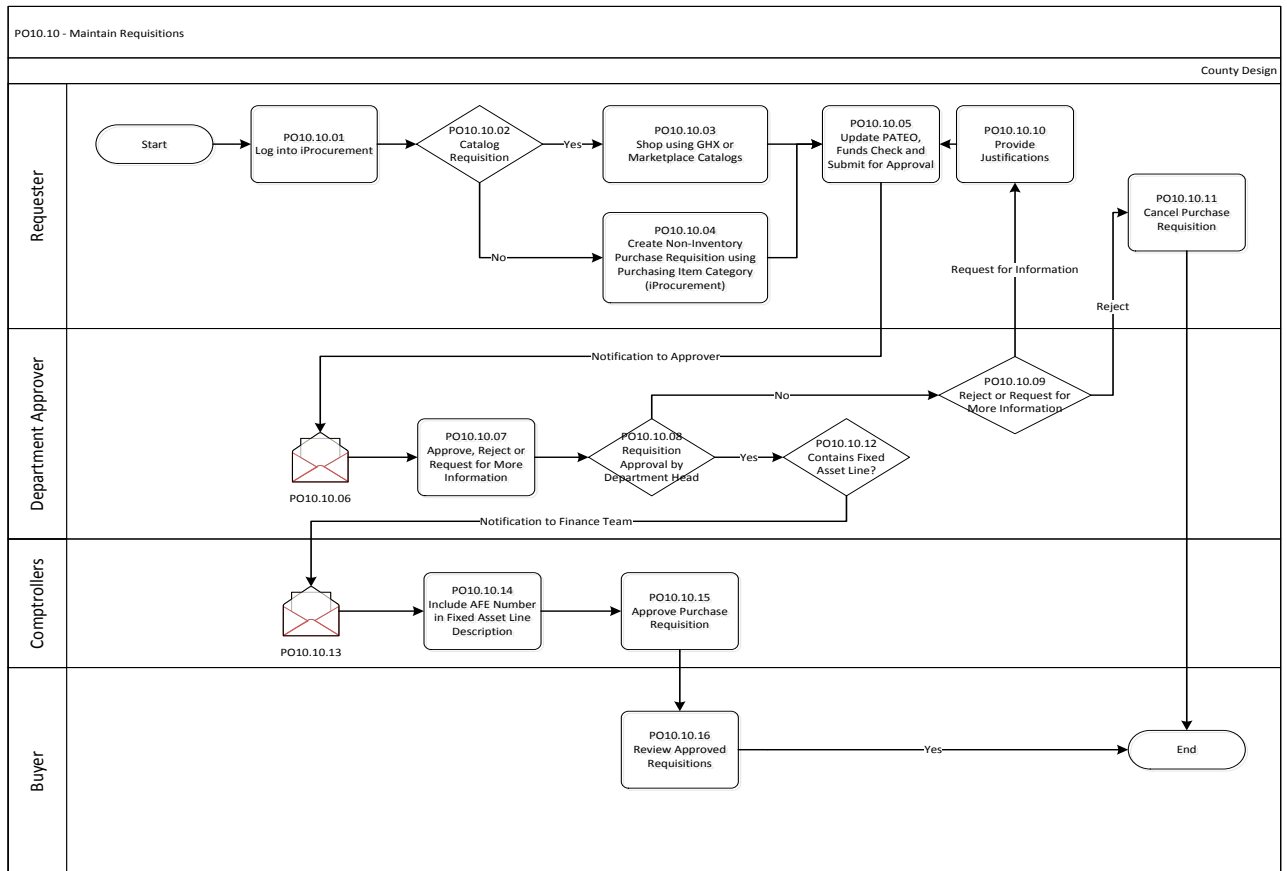 PO10.10 - Maintain Requisitions
County Design
Requester
Start
PO10.10.01
Log into iProcurement
PO10.10.02
Catalog
Requisition
Yes
No
PO10.10.03
Shop using GHX or
Marketplace Catalogs
PO10.10.04
Create Non-Inventory
Purchase Requisition using
Purchasing Item Category
(iProcurement)
PO10.10.05
Update PATEO,
Funds Check and
Submit for Approval
PO10.10.10
Provide
Justifications
PO10.10.11
Cancel Purchase
Requisition
Request for Information
Reject
Department Approver
Notification to Approver
PO10.10.06
PO10.10.07
Approve, Reject or
Request for More
Information
PO10.10.08
Requisition
Approval by
Department Head
No
Yes
PO10.10.09
Reject or Request for
More Information
PO10.10.12
Contains Fixed
Asset Line?
Notification to Finance Team
Comptrollers
PO10.10.13
PO10.10.14
Include AFE Number
in Fixed Asset Line
Description
PO10.10.15
Approve Purchase
Requisition
Buyer
PO10.10.16
Review Approved
Requisitions
Yes
End